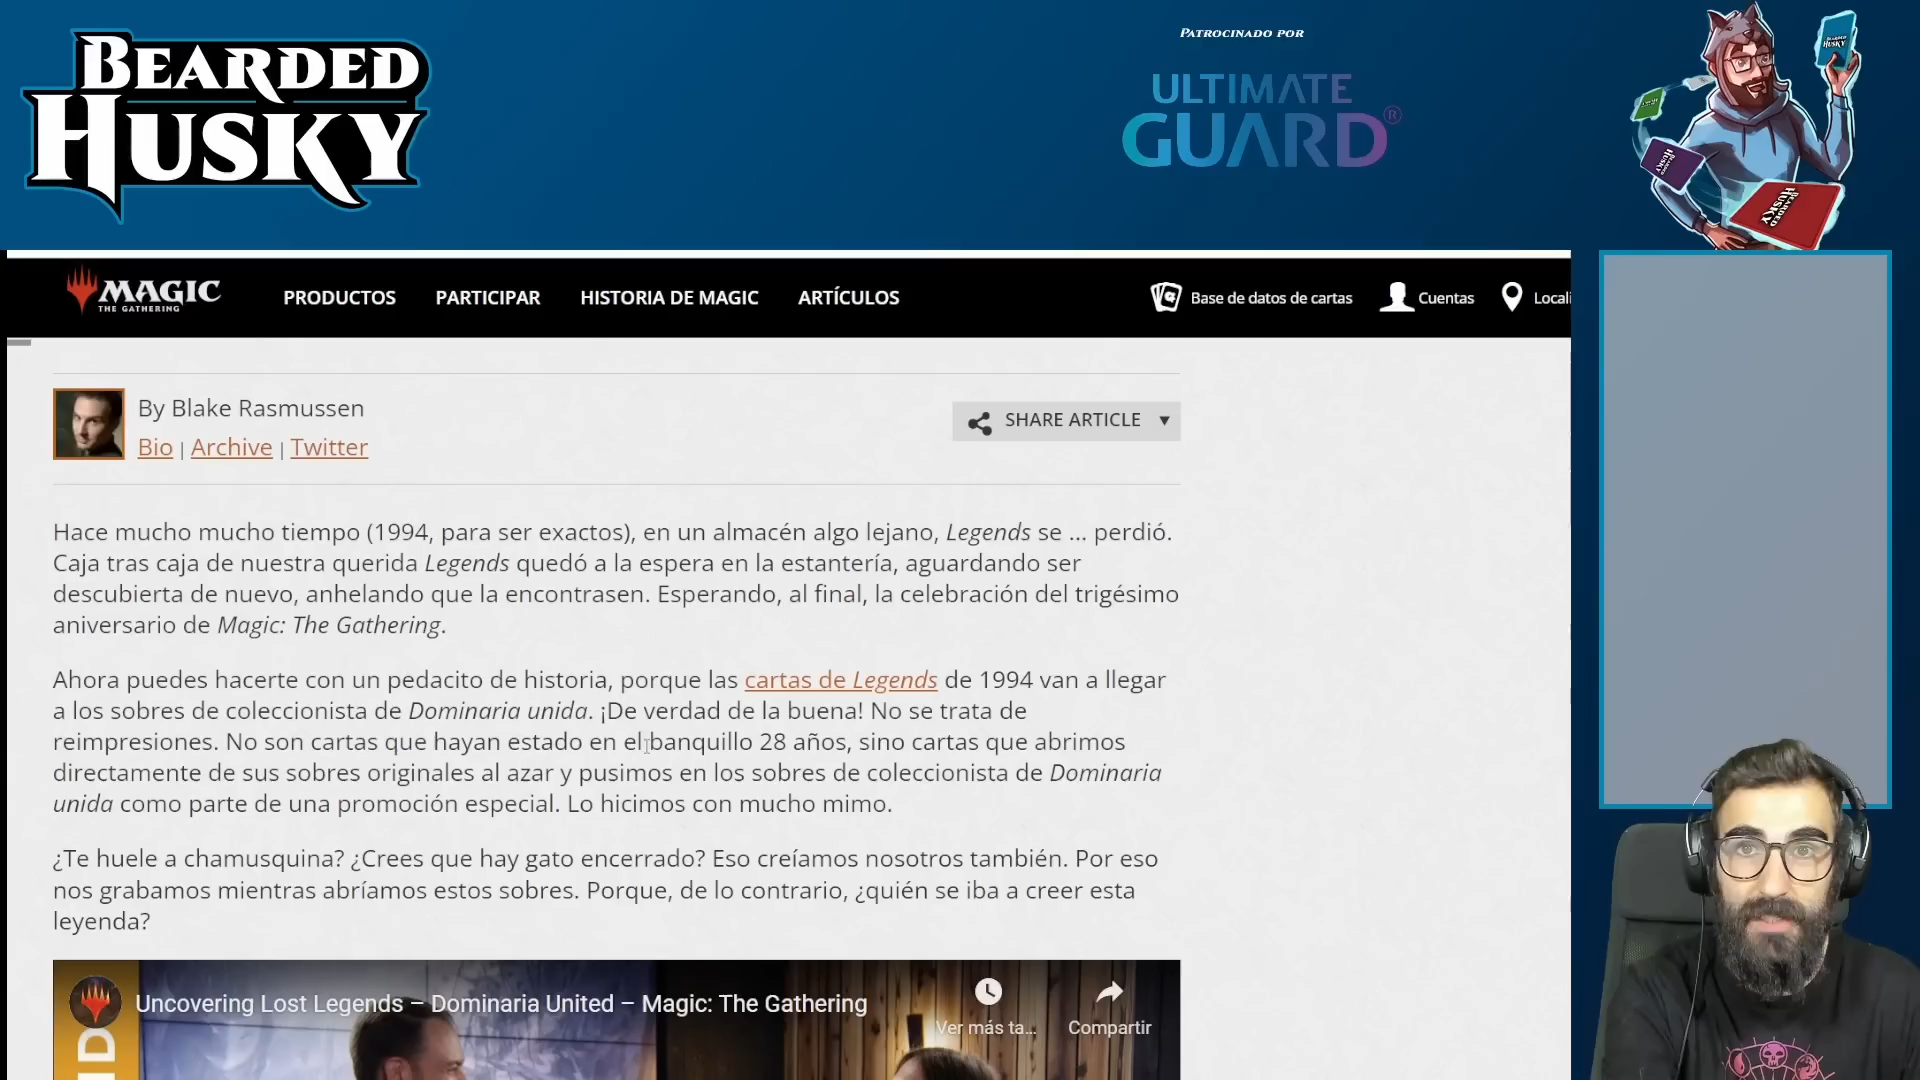 BEARDED
HUSKY
PATROCINADO POR
ULTIMATE
GUARD®
BEARDED
HUSKY
MAGIC
THE GATHERING
PRODUCTOS
PARTICIPAR
HISTORIA DE MAGIC
ARTÍCULOS
Base de datos de cartas
Cuentas
Locali
By Blake Rasmussen
Bio | Archive | Twitter
SHARE ARTICLE
Hace mucho mucho tiempo (1994, para ser exactos), en un almacén algo lejano, Legends se ... perdió.
Caja tras caja de nuestra querida Legends quedó a la espera en la estantería, aguardando ser
descubierta de nuevo, anhelando que la encontrasen. Esperando, al final, la celebración del trigésimo
aniversario de Magic: The Gathering.
Ahora puedes hacerte con un pedacito de historia, porque las cartas de Legends de 1994 van a llegar
a los sobres de coleccionista de Dominaria unida. ¡De verdad de la buena! No se trata de
reimpresiones. No son cartas que hayan estado en el banquillo 28 años, sino cartas que abrimos
directamente de sus sobres originales al azar y pusimos en los sobres de coleccionista de Dominaria
unida como parte de una promoción especial. Lo hicimos con mucho mimo.
¿Te huele a chamusquina? ¿Crees que hay gato encerrado? Eso creíamos nosotros también. Por eso
nos grabamos mientras abríamos estos sobres. Porque, de lo contrario, ¿quién se iba a creer esta
leyenda?
Uncovering Lost Legends – Dominaria United – Magic: The Gathering
Ver más ta...
Compartir